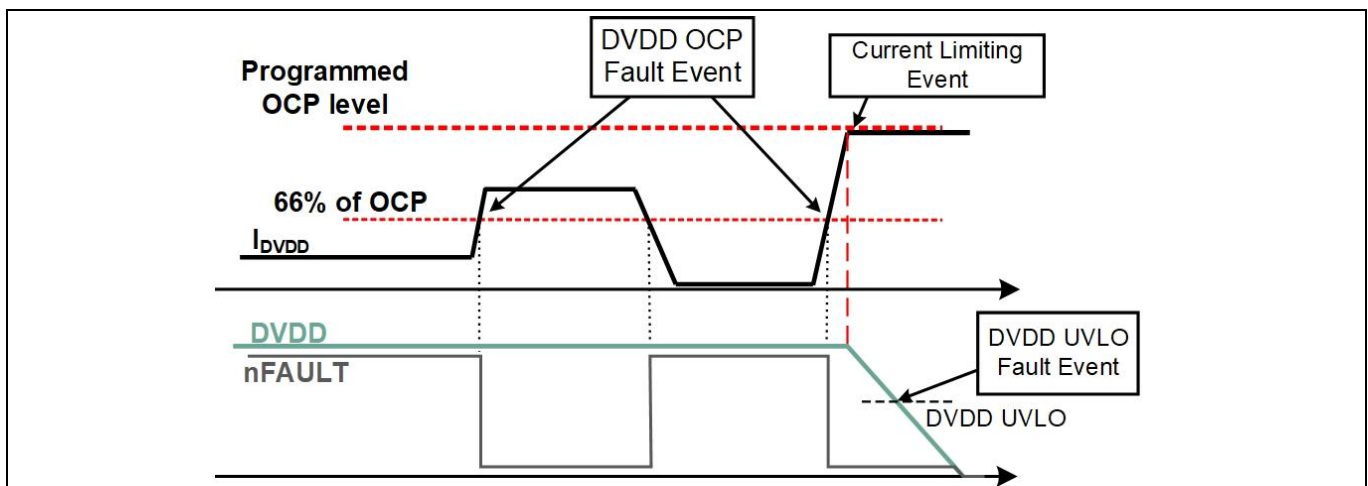 DVDD OCP
Fault Event
Current Limiting
Event
Programmed
OCP level
66% of OCP
IDVDD
DVDD
nFAULT
DVDD UVLO
Fault Event
DVDD UVLO